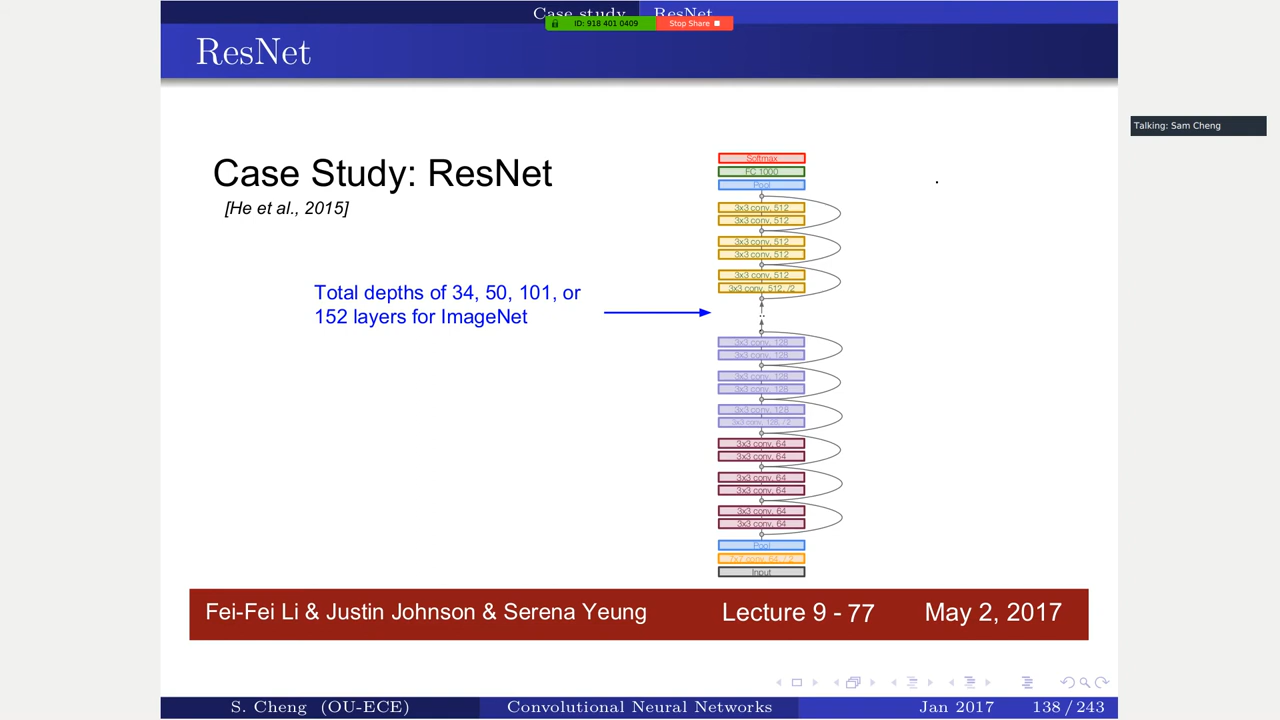 Case study ResNet
ID: 918 401 0409 Stop Share
ResNet
Talking: Sam Cheng
Case Study: ResNet
[He et al., 2015]
Total depths of 34, 50, 101, or
152 layers for ImageNet
Softmax
FC 1000
Pool
3x3 conv, 512
3x3 conv, 512
3x3 conv, 512
3x3 conv, 512
3x3 conv, 512
3x3 conv, 512, /2
..
3x3 conv, 128
3x3 conv, 128
3x3 conv, 128
3x3 conv, 128
3x3 conv, 128
3x3 conv, 128, /2
3x3 conv, 64
3x3 conv, 64
3x3 conv, 64
3x3 conv, 64
3x3 conv, 64
3x3 conv, 64
Pool
7x7 conv, 64, / 2
Input
Fei-Fei Li & Justin Johnson & Serena Yeung Lecture 9 - 77 May 2, 2017
S. Cheng (OU-ECE) Convolutional Neural Networks Jan 2017 138 / 243